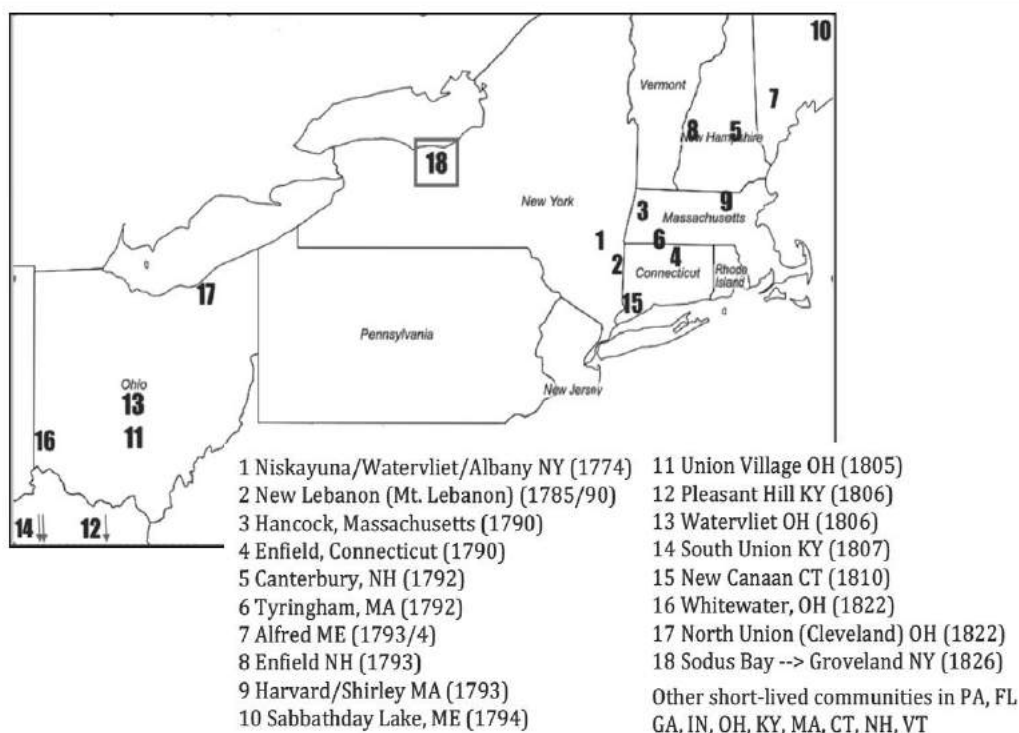 10
Vermont
7
8
5
New Hampshire
18
New York
3
9
Massachusetts
1
6
2
4
Connecticut
Rhode
Island
17
15
Pennsylvania
Ohio
13
New Jersey
16
11
14
12
1 Niskayuna/Watervliet/Albany NY (1774)
2 New Lebanon (Mt. Lebanon) (1785/90)
3 Hancock, Massachusetts (1790)
4 Enfield, Connecticut (1790)
5 Canterbury, NH (1792)
6 Tyringham, MA (1792)
7 Alfred ME (1793/4)
8 Enfield NH (1793)
9 Harvard/Shirley MA (1793)
10 Sabbathday Lake, ME (1794)
11 Union Village OH (1805)
12 Pleasant Hill KY (1806)
13 Watervliet OH (1806)
14 South Union KY (1807)
15 New Canaan CT (1810)
16 Whitewater, OH (1822)
17 North Union (Cleveland) OH (1822)
18 Sodus Bay --> Groveland NY (1826)
Other short-lived communities in PA, FL
GA, IN, OH, KY, MA, CT, NH, VT